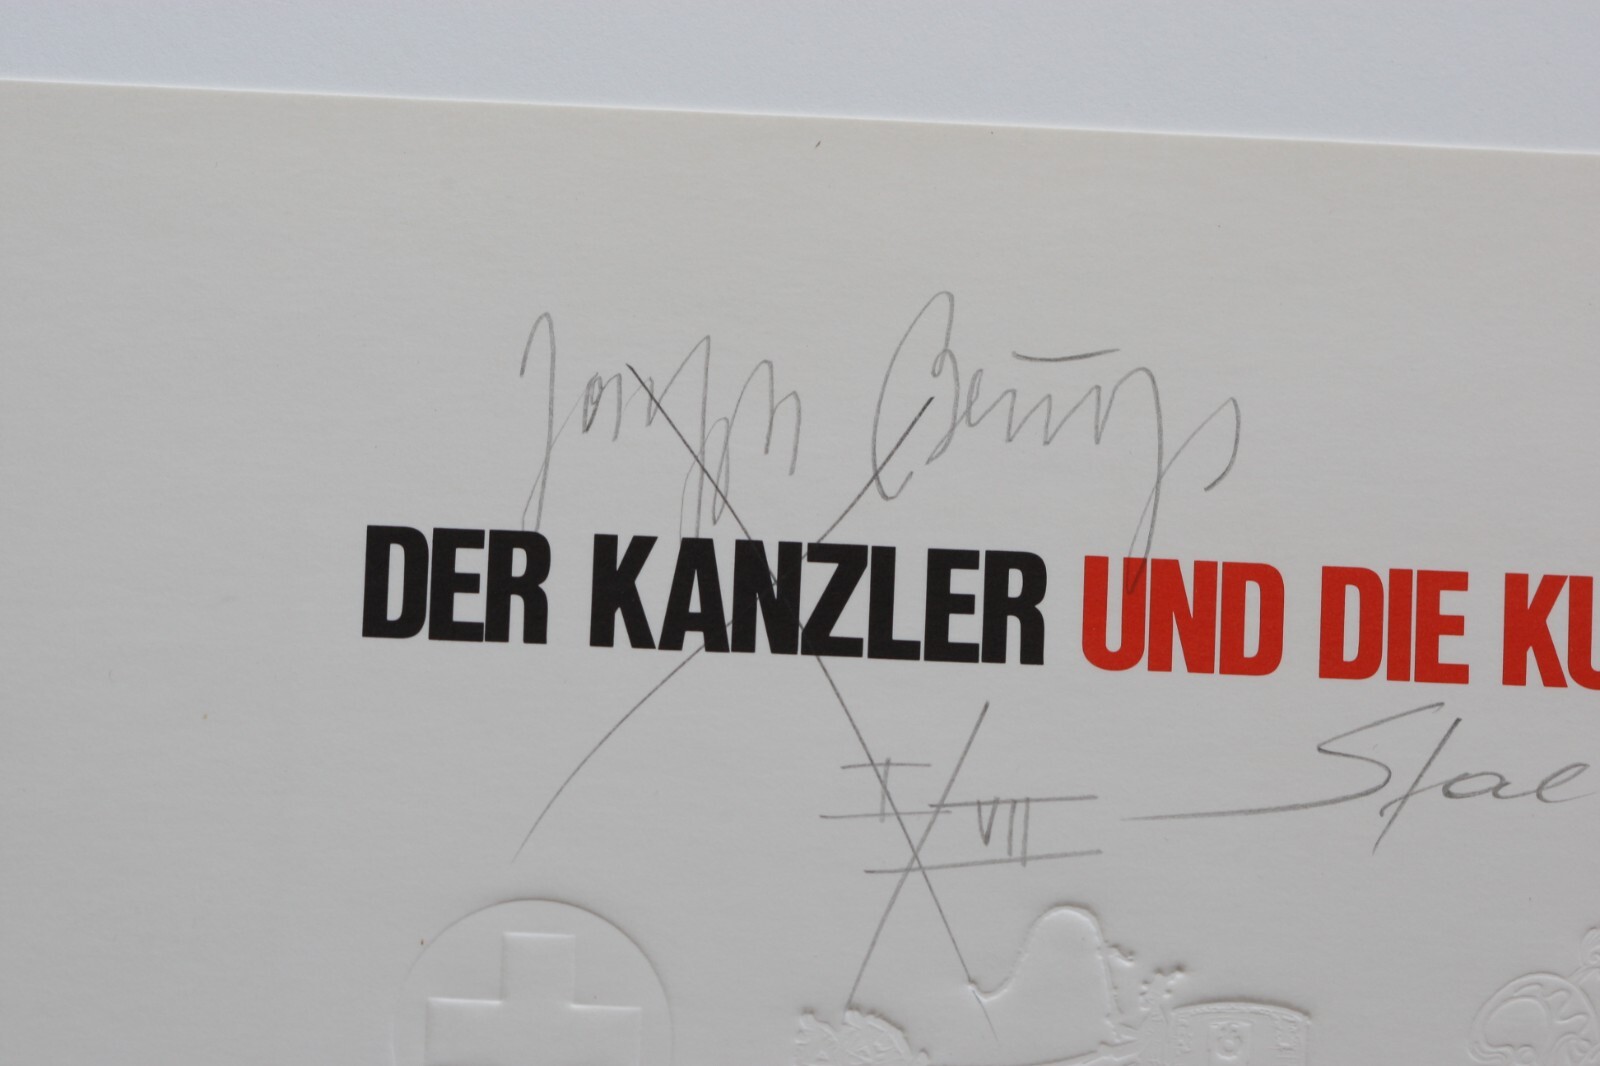 Joseph Beuys
DER KANZLER UND DIE KU
I/VII
Stae